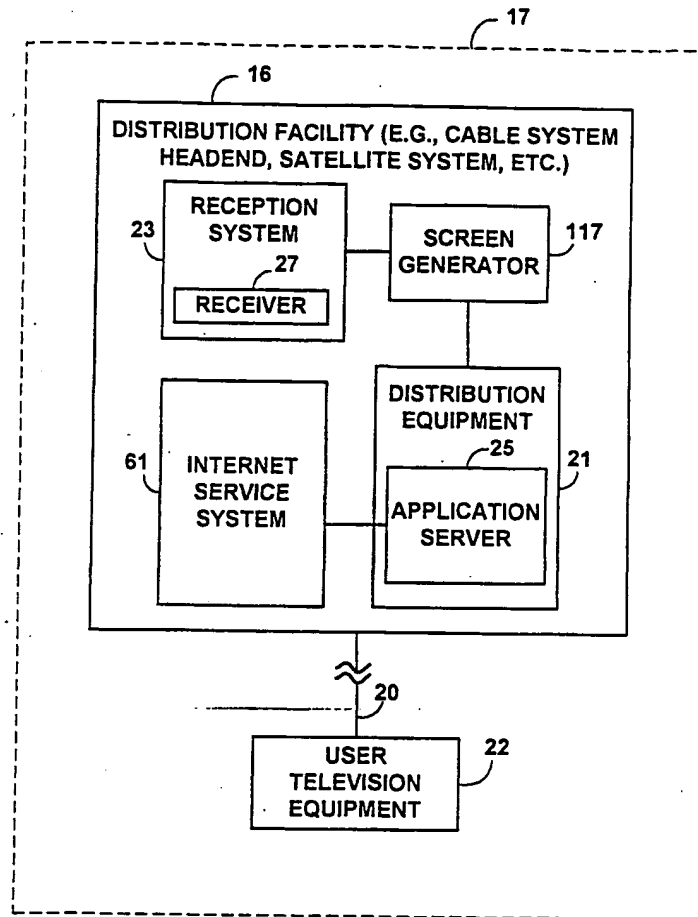 17
16
DISTRIBUTION FACILITY (E.G., CABLE SYSTEM
HEADEND, SATELLITE SYSTEM, ETC.)
RECEPTION
SYSTEM
23
27
RECEIVER
SCREEN
GENERATOR
117
61
INTERNET
SERVICE
SYSTEM
DISTRIBUTION
EQUIPMENT
25
21
APPLICATION
SERVER
20
USER
TELEVISION
EQUIPMENT
22